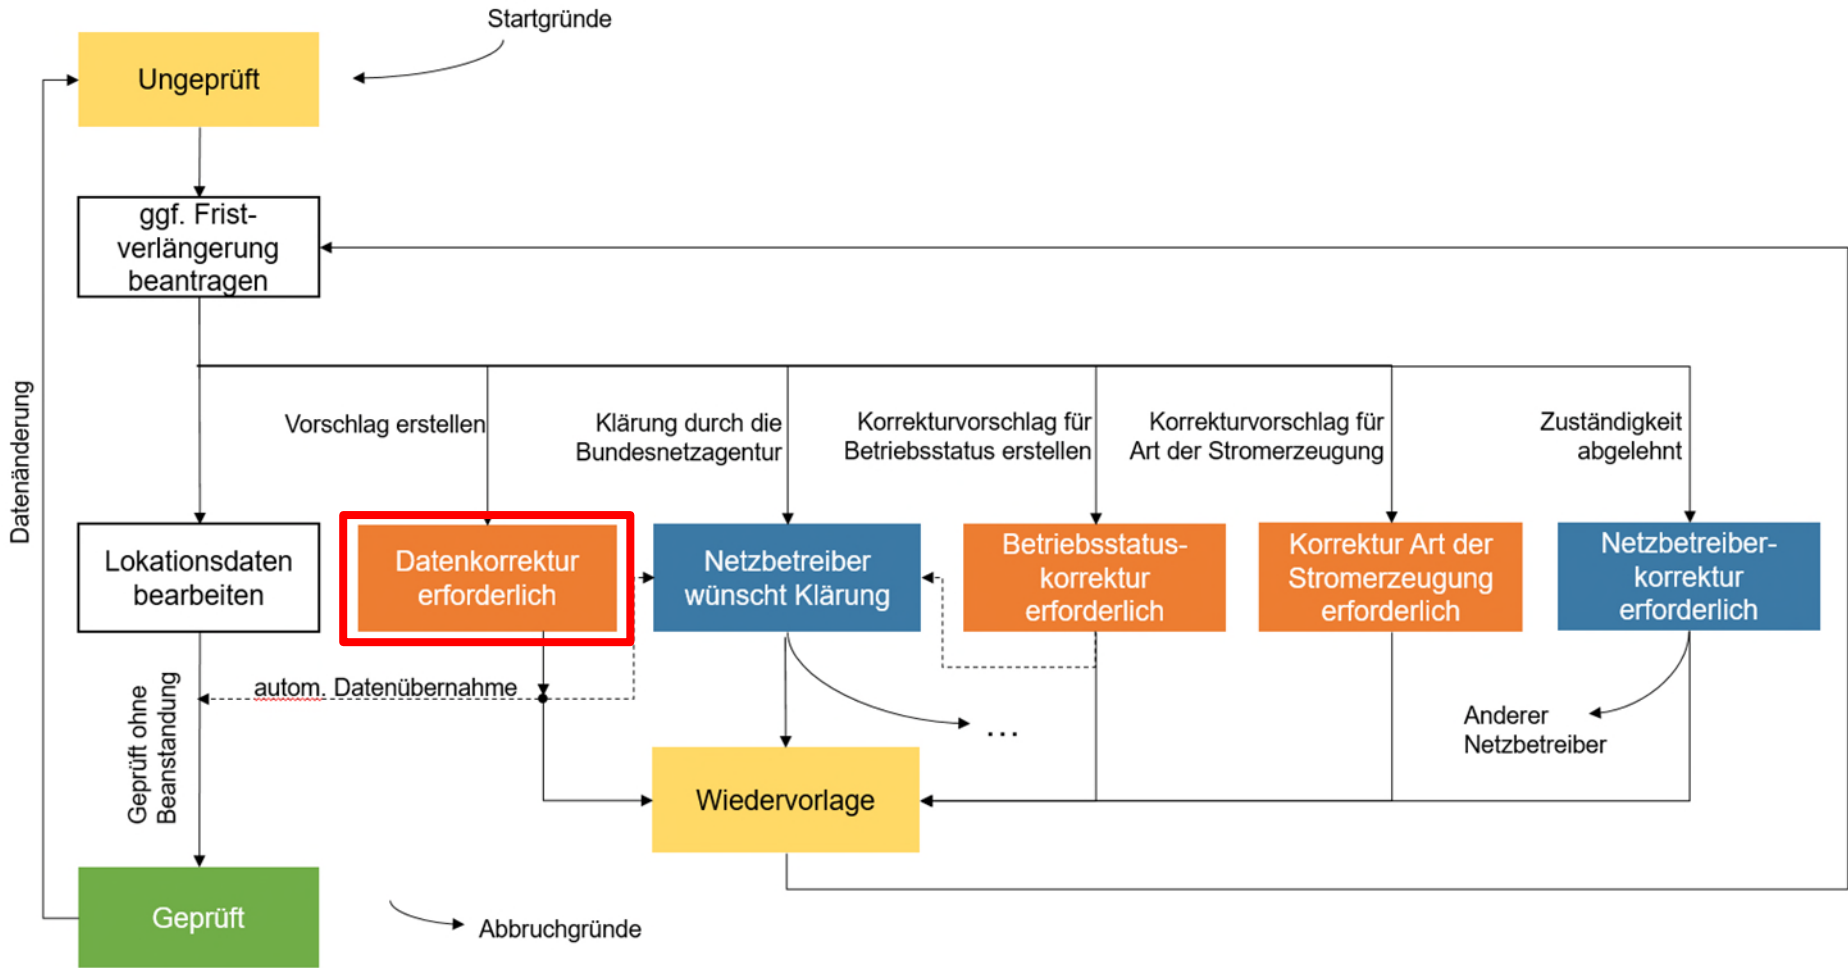 Startgründe
Ungeprüft
ggf. Frist-
verlängerung
beantragen
Datenänderung
Vorschlag erstellen
Klärung durch die
Bundesnetzagentur
Korrekturvorschlag für
Betriebsstatus erstellen
Korrekturvorschlag für
Art der Stromerzeugung
Zuständigkeit
abgelehnt
Lokationsdaten
bearbeiten
Datenkorrektur
erforderlich
Netzbetreiber
wünscht Klärung
Betriebsstatus-
korrektur
erforderlich
Korrektur Art der
Stromerzeugung
erforderlich
Netzbetreiber-
korrektur
erforderlich
autom. Datenübernahme
Geprüft ohne
Beanstandung
...
Anderer
Netzbetreiber
Wiedervorlage
Geprüft
Abbruchgründe